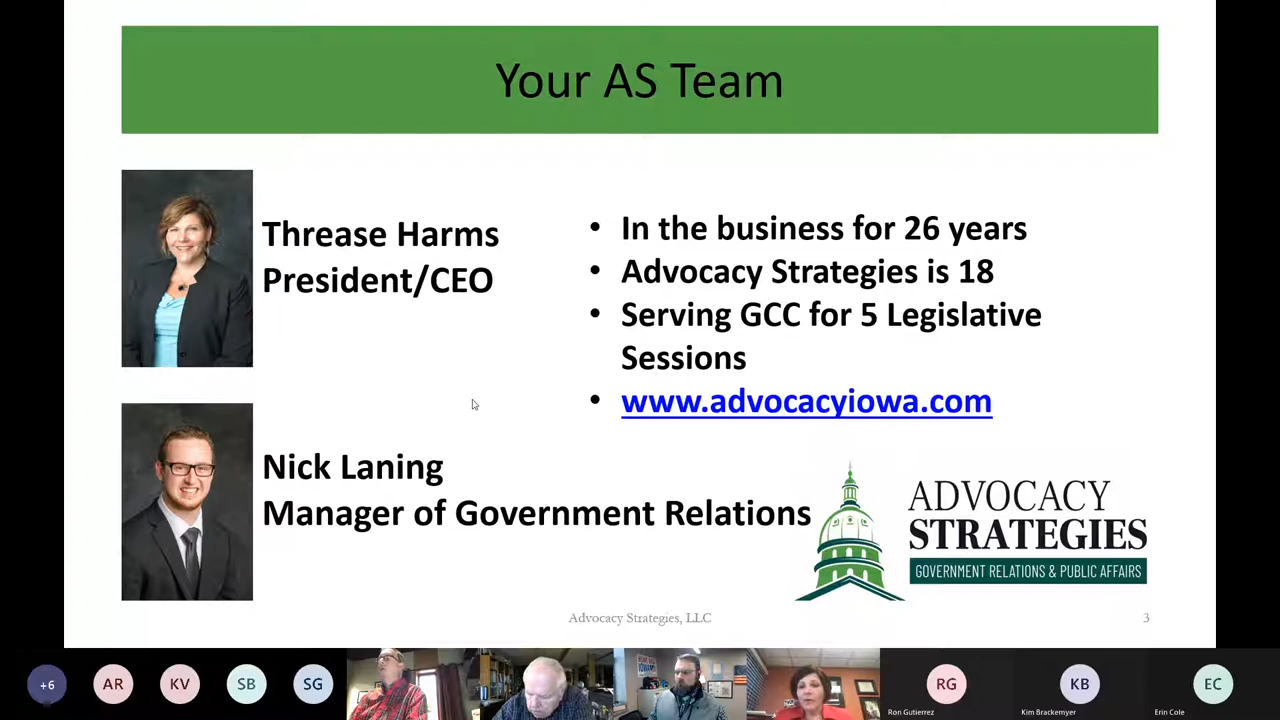 Your AS Team
Threase Harms
President/CEO
• In the business for 26 years
• Advocacy Strategies is 18
• Serving GCC for 5 Legislative
Sessions
• www.advocacyiowa.com
Nick Laning
Manager of Government Relations
ADVOCACY
STRATEGIES
GOVERNMENT RELATIONS & PUBLIC AFFAIRS
Advocacy Strategies, LLC
3
+6
AR
KV
SB
SG
RG
KB
EC
Ron Gutierrez
Kim Brackemyer
Erin Cole